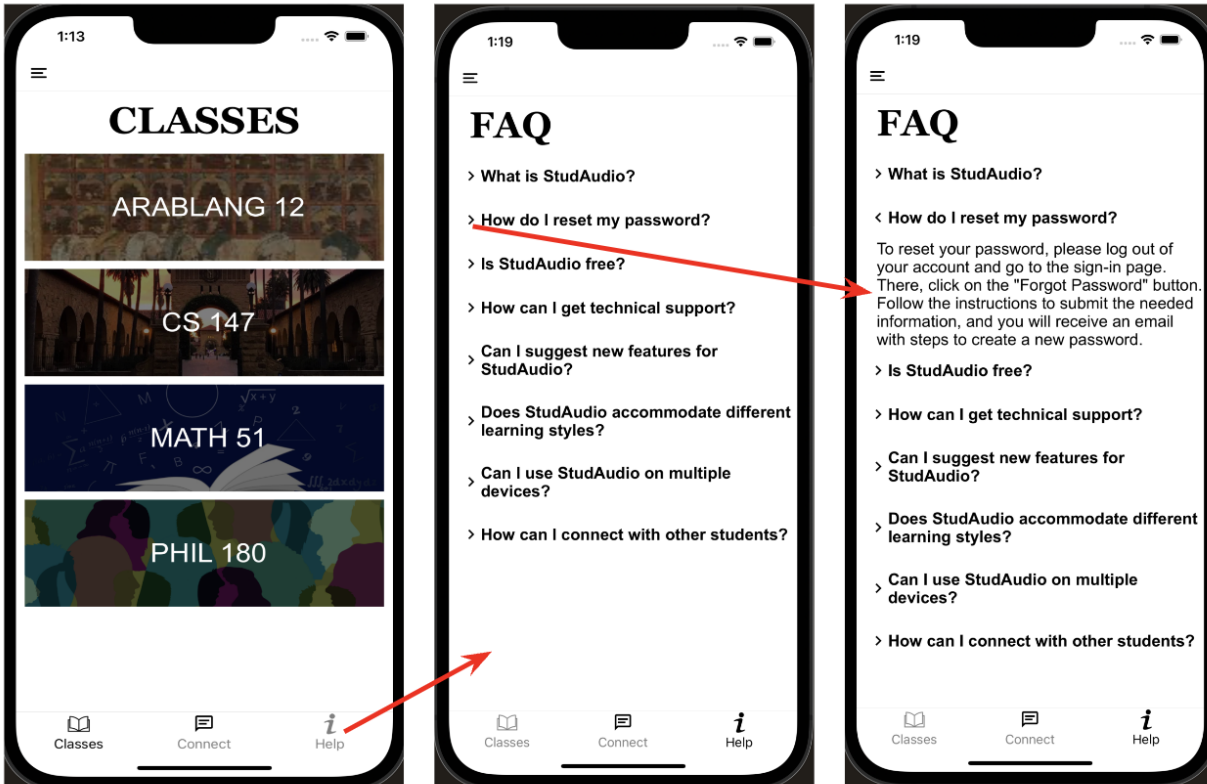 1:13
CLASSES
ARABLANG 12
CS 147
MATH 51
PHIL 180
Classes
Connect
Help
1:19
FAQ
What is StudAudio?
How do I reset my password?
Is StudAudio free?
How can I get technical support?
Can I suggest new features for
StudAudio?
Does StudAudio accommodate different
learning styles?
Can I use StudAudio on multiple
devices?
How can I connect with other students?
Classes
Connect
Help
1:19
FAQ
What is StudAudio?
How do I reset my password?
To reset your password, please log out of
your account and go to the sign-in page.
There, click on the "Forgot Password" button.
Follow the instructions to submit the needed
information, and you will receive an email
with steps to create a new password.
Is StudAudio free?
How can I get technical support?
Can I suggest new features for
StudAudio?
Does StudAudio accommodate different
learning styles?
Can I use StudAudio on multiple
devices?
How can I connect with other students?
Classes
Connect
Help